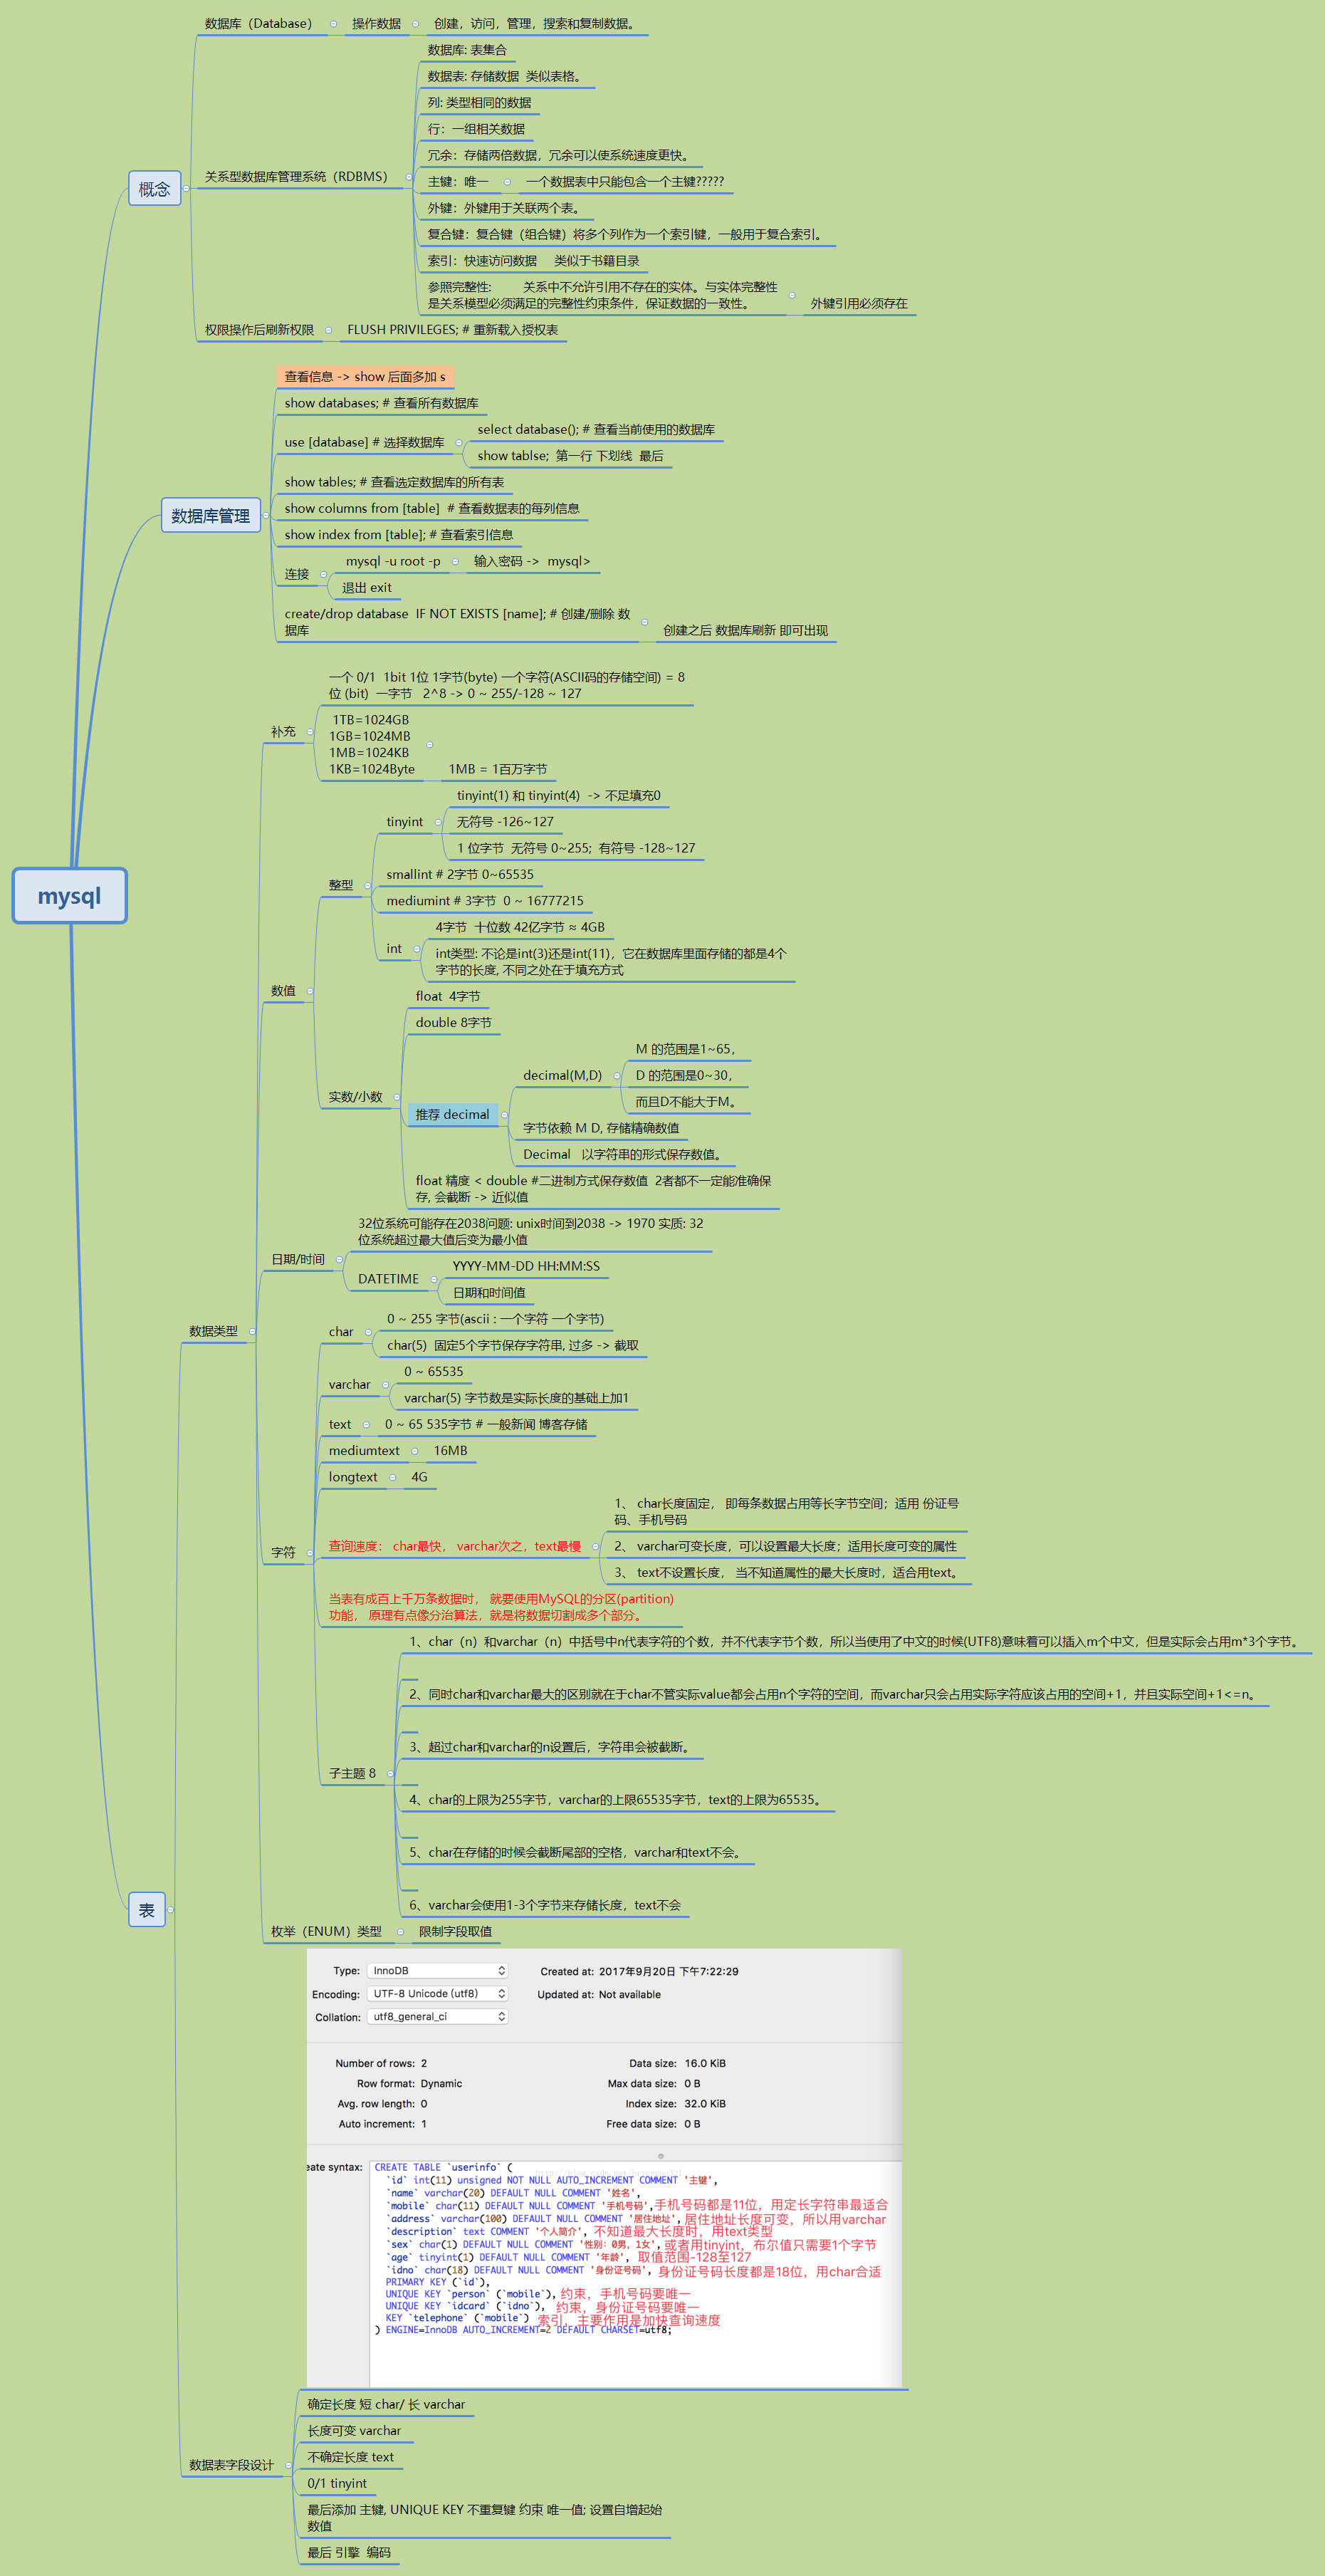 mysql
概念
数据库（Database）
操作数据
创建，访问，管理，搜索和复制数据。
关系型数据库管理系统（RDBMS）
数据库: 表集合
数据表: 存储数据  类似表格。
列: 类型相同的数据
行：一组相关数据
冗余：存储两倍数据，冗余可以使系统速度更快。
主键：唯一
一个数据表中只能包含一个主键?????
外键：外键用于关联两个表。
复合键：复合键（组合键）将多个列作为一个索引键，一般用于复合索引。
索引：快速访问数据     类似于书籍目录
参照完整性:         关系中不允许引用不存在的实体。与实体完整性
是关系模型必须满足的完整性约束条件，保证数据的一致性。
外键引用必须存在
权限操作后刷新权限
FLUSH PRIVILEGES; # 重新载入授权表
数据库管理
查看信息 -> show 后面多加 s
show databases; # 查看所有数据库
use [database] # 选择数据库
select database(); # 查看当前使用的数据库
show tablse;  第一行 下划线  最后
show tables; # 查看选定数据库的所有表
show columns from [table]  # 查看数据表的每列信息
show index from [table]; # 查看索引信息
连接
mysql -u root -p
输入密码 ->  mysql>
退出 exit
create/drop database  IF NOT EXISTS [name]; # 创建/删除 数
据库
创建之后 数据库刷新 即可出现
表
数据类型
补充
一个 0/1  1bit 1位 1字节(byte) 一个字符(ASCII码的存储空间) = 8
位 (bit)  一字节   2^8 -> 0 ~ 255/-128 ~ 127
1TB=1024GB
1GB=1024MB
1MB=1024KB
1KB=1024Byte
1MB = 1百万字节
数值
整型
tinyint
tinyint(1) 和 tinyint(4)  -> 不足填充0
无符号 -126~127
1 位字节  无符号 0~255;  有符号 -128~127
smallint # 2字节 0~65535
mediumint # 3字节  0 ~ 16777215
int
4字节  十位数 42亿字节 ≈ 4GB
int类型: 不论是int(3)还是int(11)，它在数据库里面存储的都是4个
字节的长度, 不同之处在于填充方式
实数/小数
float  4字节
double 8字节
推荐 decimal
decimal(M,D)
M 的范围是1~65，
D 的范围是0~30，
而且D不能大于M。
字节依赖 M D, 存储精确数值
Decimal   以字符串的形式保存数值。
float 精度 < double #二进制方式保存数值  2者都不一定能准确保
存, 会截断 -> 近似值
日期/时间
32位系统可能存在2038问题: unix时间到2038 -> 1970 实质: 32
位系统超过最大值后变为最小值
DATETIME
YYYY-MM-DD HH:MM:SS
日期和时间值
字符
char
0 ~ 255 字节(ascii : 一个字符 一个字节)
char(5)  固定5个字节保存字符串, 过多 -> 截取
varchar
0 ~ 65535
varchar(5) 字节数是实际长度的基础上加1
text
0 ~ 65 535字节 # 一般新闻 博客存储
mediumtext
16MB
longtext
4G
查询速度： char最快， varchar次之，text最慢
1、 char长度固定， 即每条数据占用等长字节空间；适用 份证号
码、手机号码
2、 varchar可变长度，可以设置最大长度；适用长度可变的属性
3、 text不设置长度， 当不知道属性的最大长度时，适合用text。
当表有成百上千万条数据时， 就要使用MySQL的分区(partition)
功能， 原理有点像分治算法，就是将数据切割成多个部分。
子主题 8
1、char（n）和varchar（n）中括号中n代表字符的个数，并不代表字节个数，所以当使用了中文的时候(UTF8)意味着可以插入m个中文，但是实际会占用m*3个字节。
2、同时char和varchar最大的区别就在于char不管实际value都会占用n个字符的空间，而varchar只会占用实际字符应该占用的空间+1，并且实际空间+1<=n。
3、超过char和varchar的n设置后，字符串会被截断。
4、char的上限为255字节，varchar的上限65535字节，text的上限为65535。
5、char在存储的时候会截断尾部的空格，varchar和text不会。
6、varchar会使用1-3个字节来存储长度，text不会
枚举（ENUM）类型
限制字段取值
数据表字段设计
Type: InnoDB
Created at: 2017年9月20日 下午7:22:29
Encoding: UTF-8 Unicode (utf8)
Updated at: Not available
Collation: utf8_general_ci
Number of rows: 2
Data size: 16.0 KiB
Row format: Dynamic
Max data size: 0 B
Avg. row length: 0
Index size: 32.0 KiB
Auto increment: 1
Free data size: 0 B
eate syntax:
CREATE TABLE `userinfo` (
`id` int(11) unsigned NOT NULL AUTO_INCREMENT COMMENT '主键',
`name` varchar(20) DEFAULT NULL COMMENT '姓名',
`mobile` char(11) DEFAULT NULL COMMENT '手机号码',手机号码都是11位，用定长字符串最适合
`address` varchar(100) DEFAULT NULL COMMENT '居住地址',居住地址长度可变，所以用varchar
`description` text COMMENT '个人简介', 不知道最大长度时，用text类型
`sex` char(1) DEFAULT NULL COMMENT '性别：0男，1女',或者用tinyint，布尔值只需要1个字节
`age` tinyint(1) DEFAULT NULL COMMENT '年龄', 取值范围-128至127
`idno` char(18) DEFAULT NULL COMMENT '身份证号码',身份证号码长度都是18位，用char合适
PRIMARY KEY (`id`),
UNIQUE KEY `person` (`mobile`), 约束，手机号码要唯一
UNIQUE KEY `idcard` (`idno`), 约束，身份证号码要唯一
KEY `telephone` (`mobile`) 索引，主要作用是加快查询速度
) ENGINE=InnoDB AUTO_INCREMENT=2 DEFAULT CHARSET=utf8;
确定长度 短 char/ 长 varchar
长度可变 varchar
不确定长度 text
0/1 tinyint
最后添加 主键, UNIQUE KEY 不重复键 约束 唯一值; 设置自增起始
数值
最后 引擎  编码